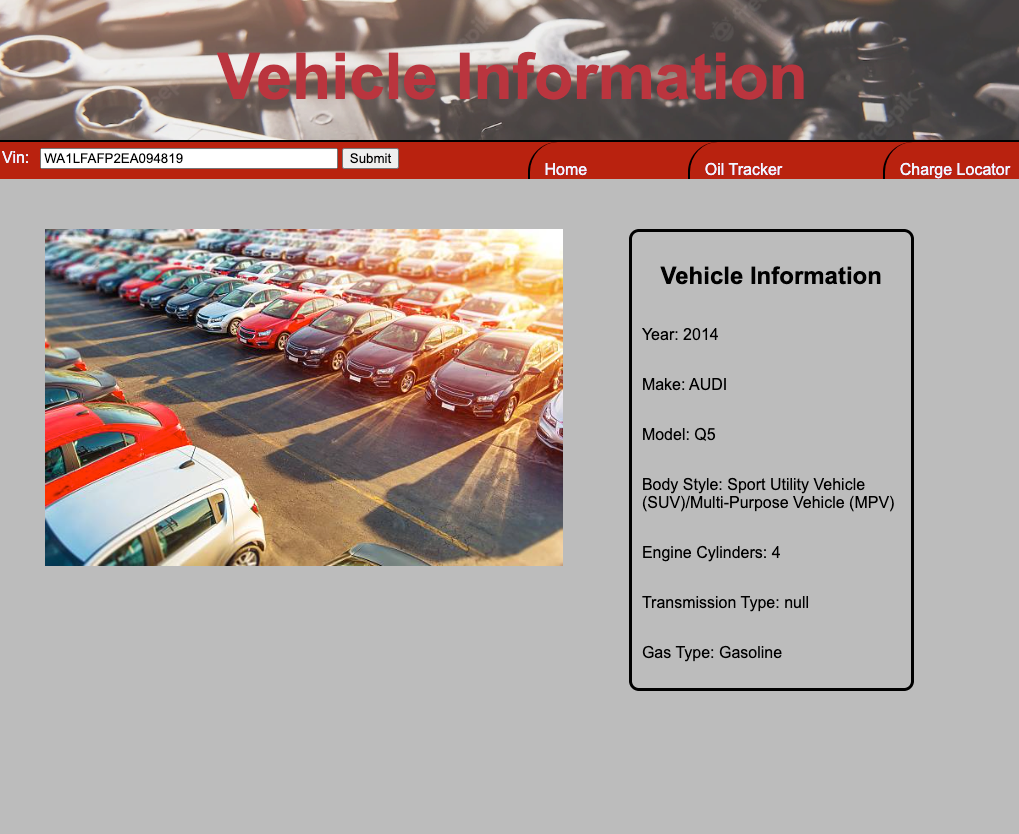 Vehicle Information
Vin: WA1LFAFP2EA094819 Submit Home Oil Tracker Charge Locator
Vehicle Information
Year: 2014
Make: AUDI
Model: Q5
Body Style: Sport Utility Vehicle
(SUV)/Multi-Purpose Vehicle (MPV)
Engine Cylinders: 4
Transmission Type: null
Gas Type: Gasoline